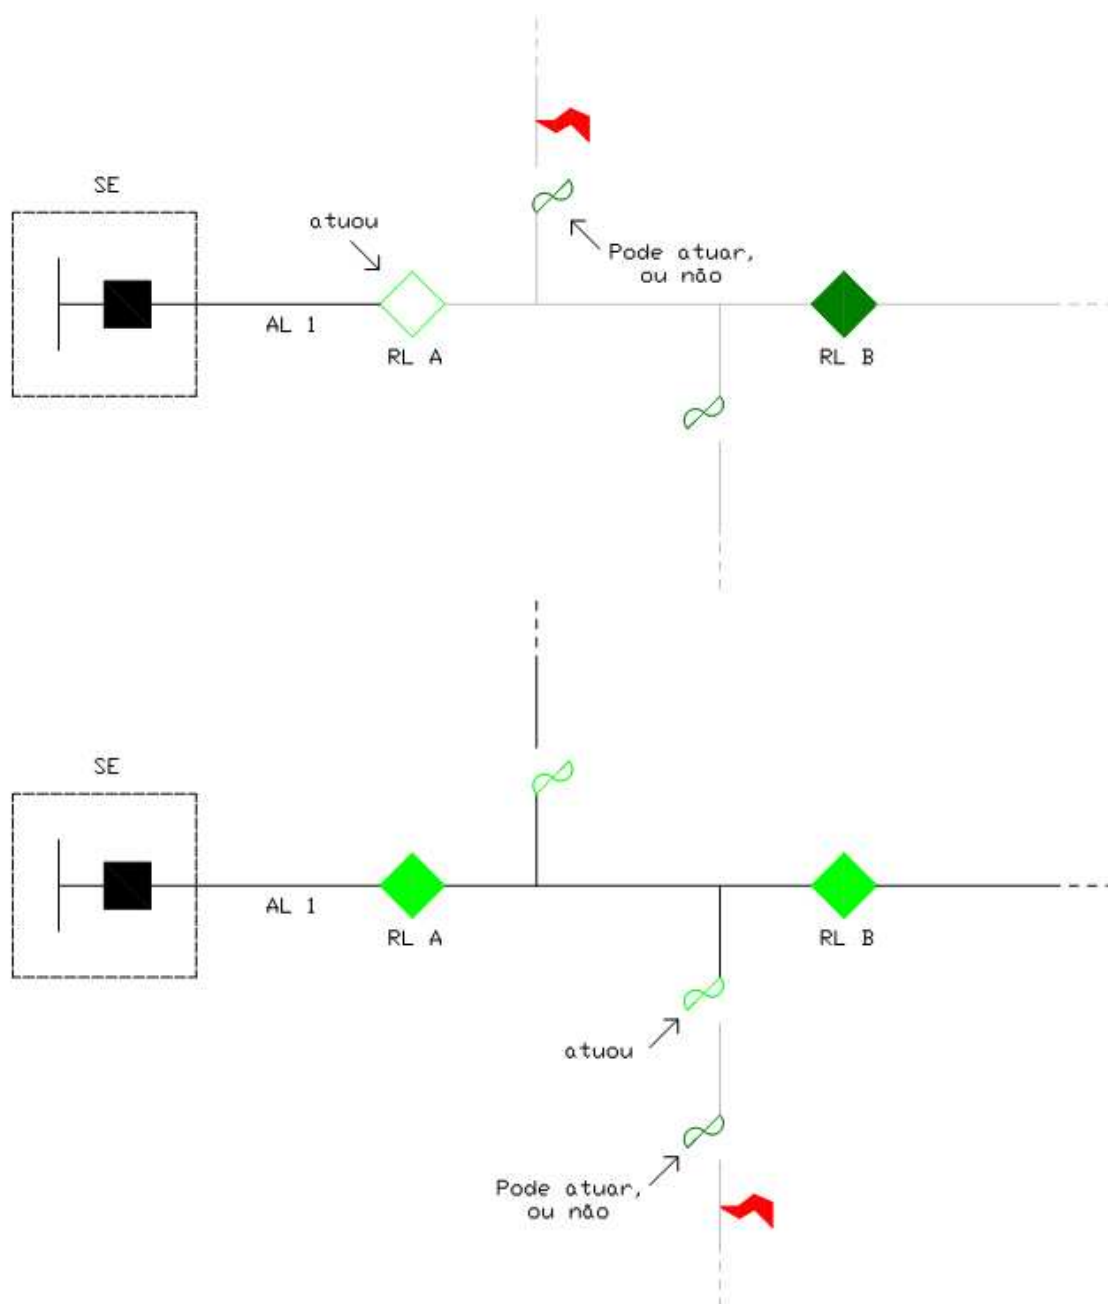 SE
atuou
Pode atuar,
ou não
AL 1
RL A
RL B
SE
AL 1
RL A
RL B
atuou
Pode atuar,
ou não